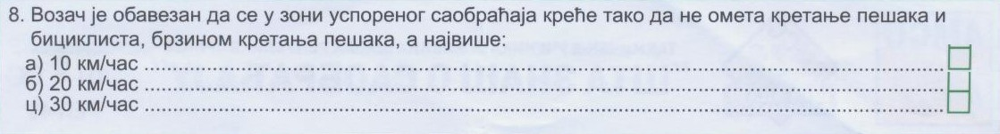 8. Возач је обавезан да се у зони успореног саобраћаја креће тако да не омета кретање пешака и
бициклиста, брзином кретања пешака, а највише:
а) 10 км/час ........................................................................................................................
б) 20 км/час ........................................................................................................................
ц) 30 км/час ........................................................................................................................